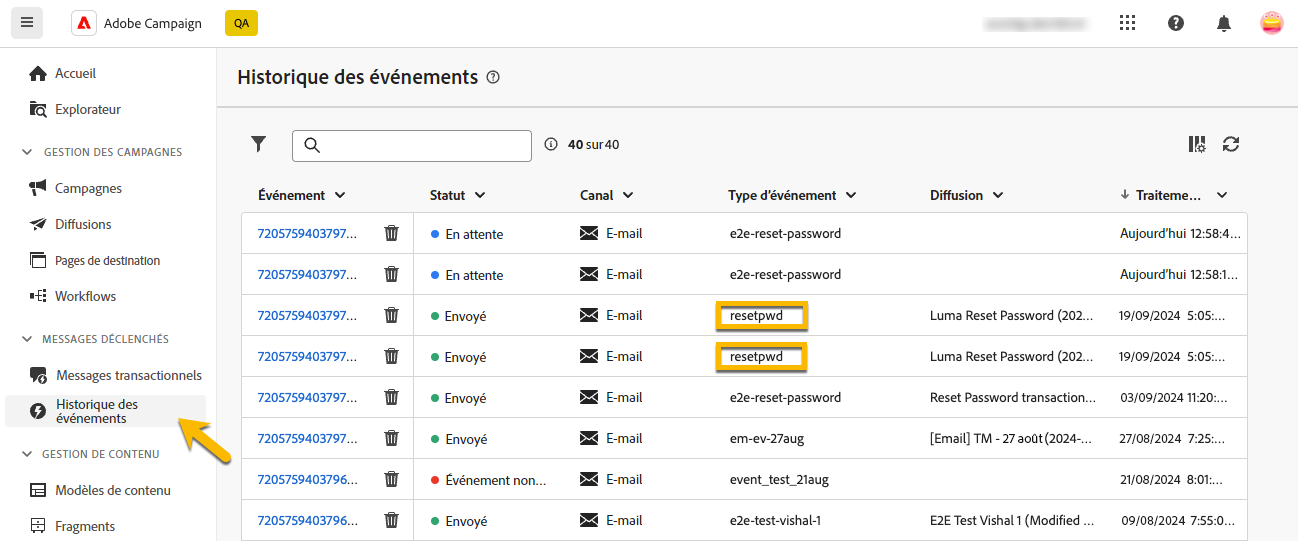 Adobe Campaign QA
Accueil
Explorateur
GESTION DES CAMPAGNES
Campagnes
Diffusions
Pages de destination
Workflows
MESSAGES DÉCLENCHÉS
Messages transactionnels
Historique des
événements
GESTION DE CONTENU
Modèles de contenu
Fragments
Historique des événements
40 sur 40
Événement Statut Canal Type d'événement Diffusion Traiteme...
7205759403797... En attente E-mail e2e-reset-password Aujourd'hui 12:58:4...
7205759403797... En attente E-mail e2e-reset-password Aujourd'hui 12:58:1...
7205759403797... Envoyé E-mail resetpwd Luma Reset Password (202... 19/09/2024 5:05:...
7205759403797... Envoyé E-mail resetpwd Luma Reset Password (202... 19/09/2024 5:05:...
7205759403797... Envoyé E-mail e2e-reset-password Reset Password transaction... 03/09/2024 11:20:...
7205759403797... Envoyé E-mail em-ev-27aug [Email] TM - 27 août (2024-... 27/08/2024 7:25:...
7205759403796... Événement non... E-mail event_test_21aug 21/08/2024 8:01:...
7205759403796... Envoyé E-mail e2e-test-vishal-1 E2E Test Vishal 1 (Modified ... 09/08/2024 7:55:0...